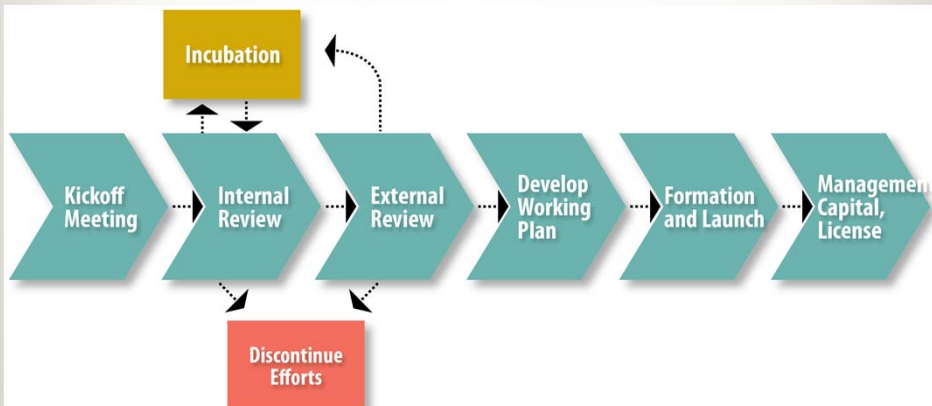 Incubation
Kickoff
Meeting
Internal
Review
External
Review
Develop
Working
Plan
Formation
and Launch
Managemen
Capital,
License
Discontinue
Efforts